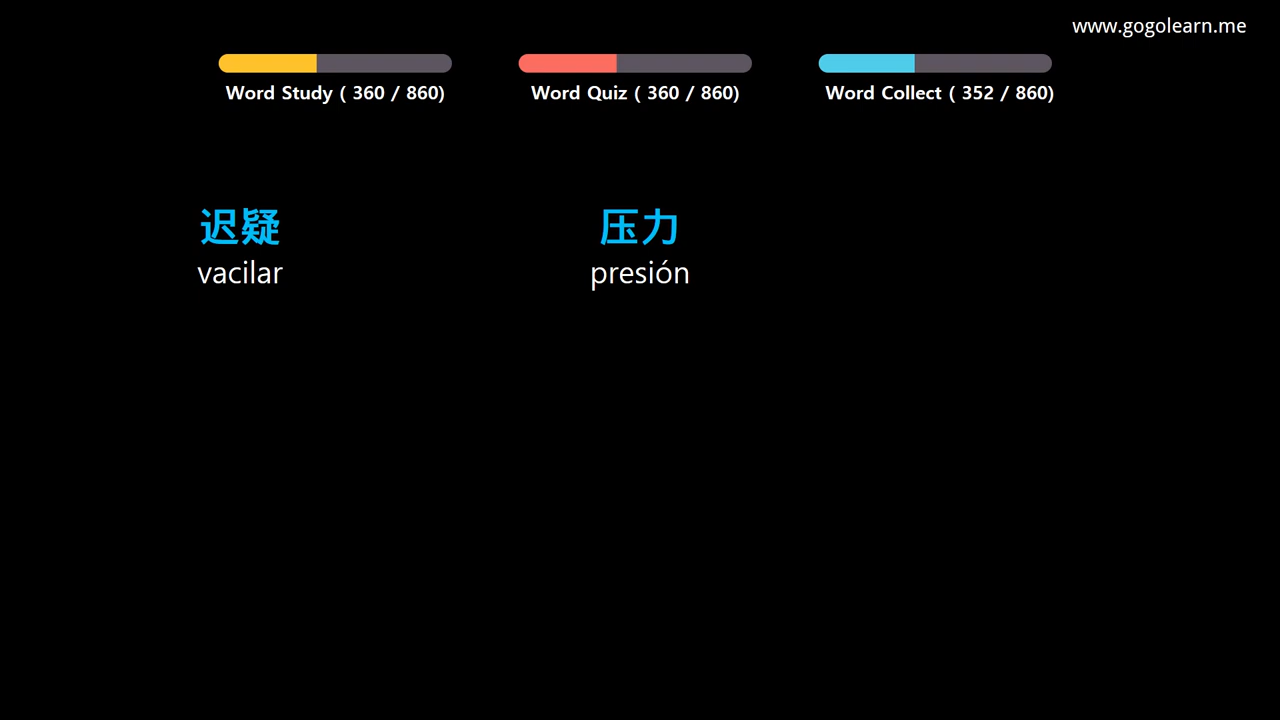 www.gogolearn.me
Word Study ( 360 / 860)
Word Quiz ( 360 / 860)
Word Collect ( 352 / 860)
迟疑
vacilar
压力
presión